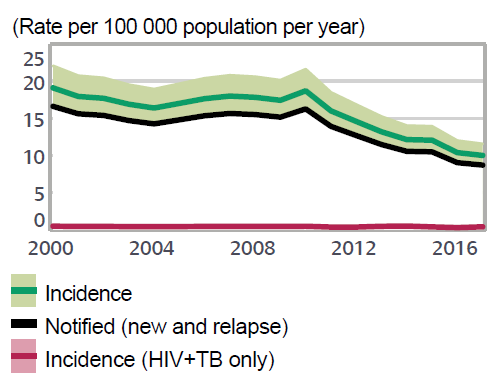 (Rate per 100 000 population per year)
25
20
15
10
5
0
2000 2004 2008 2012 2016
Incidence
Notified (new and relapse)
Incidence (HIV+TB only)